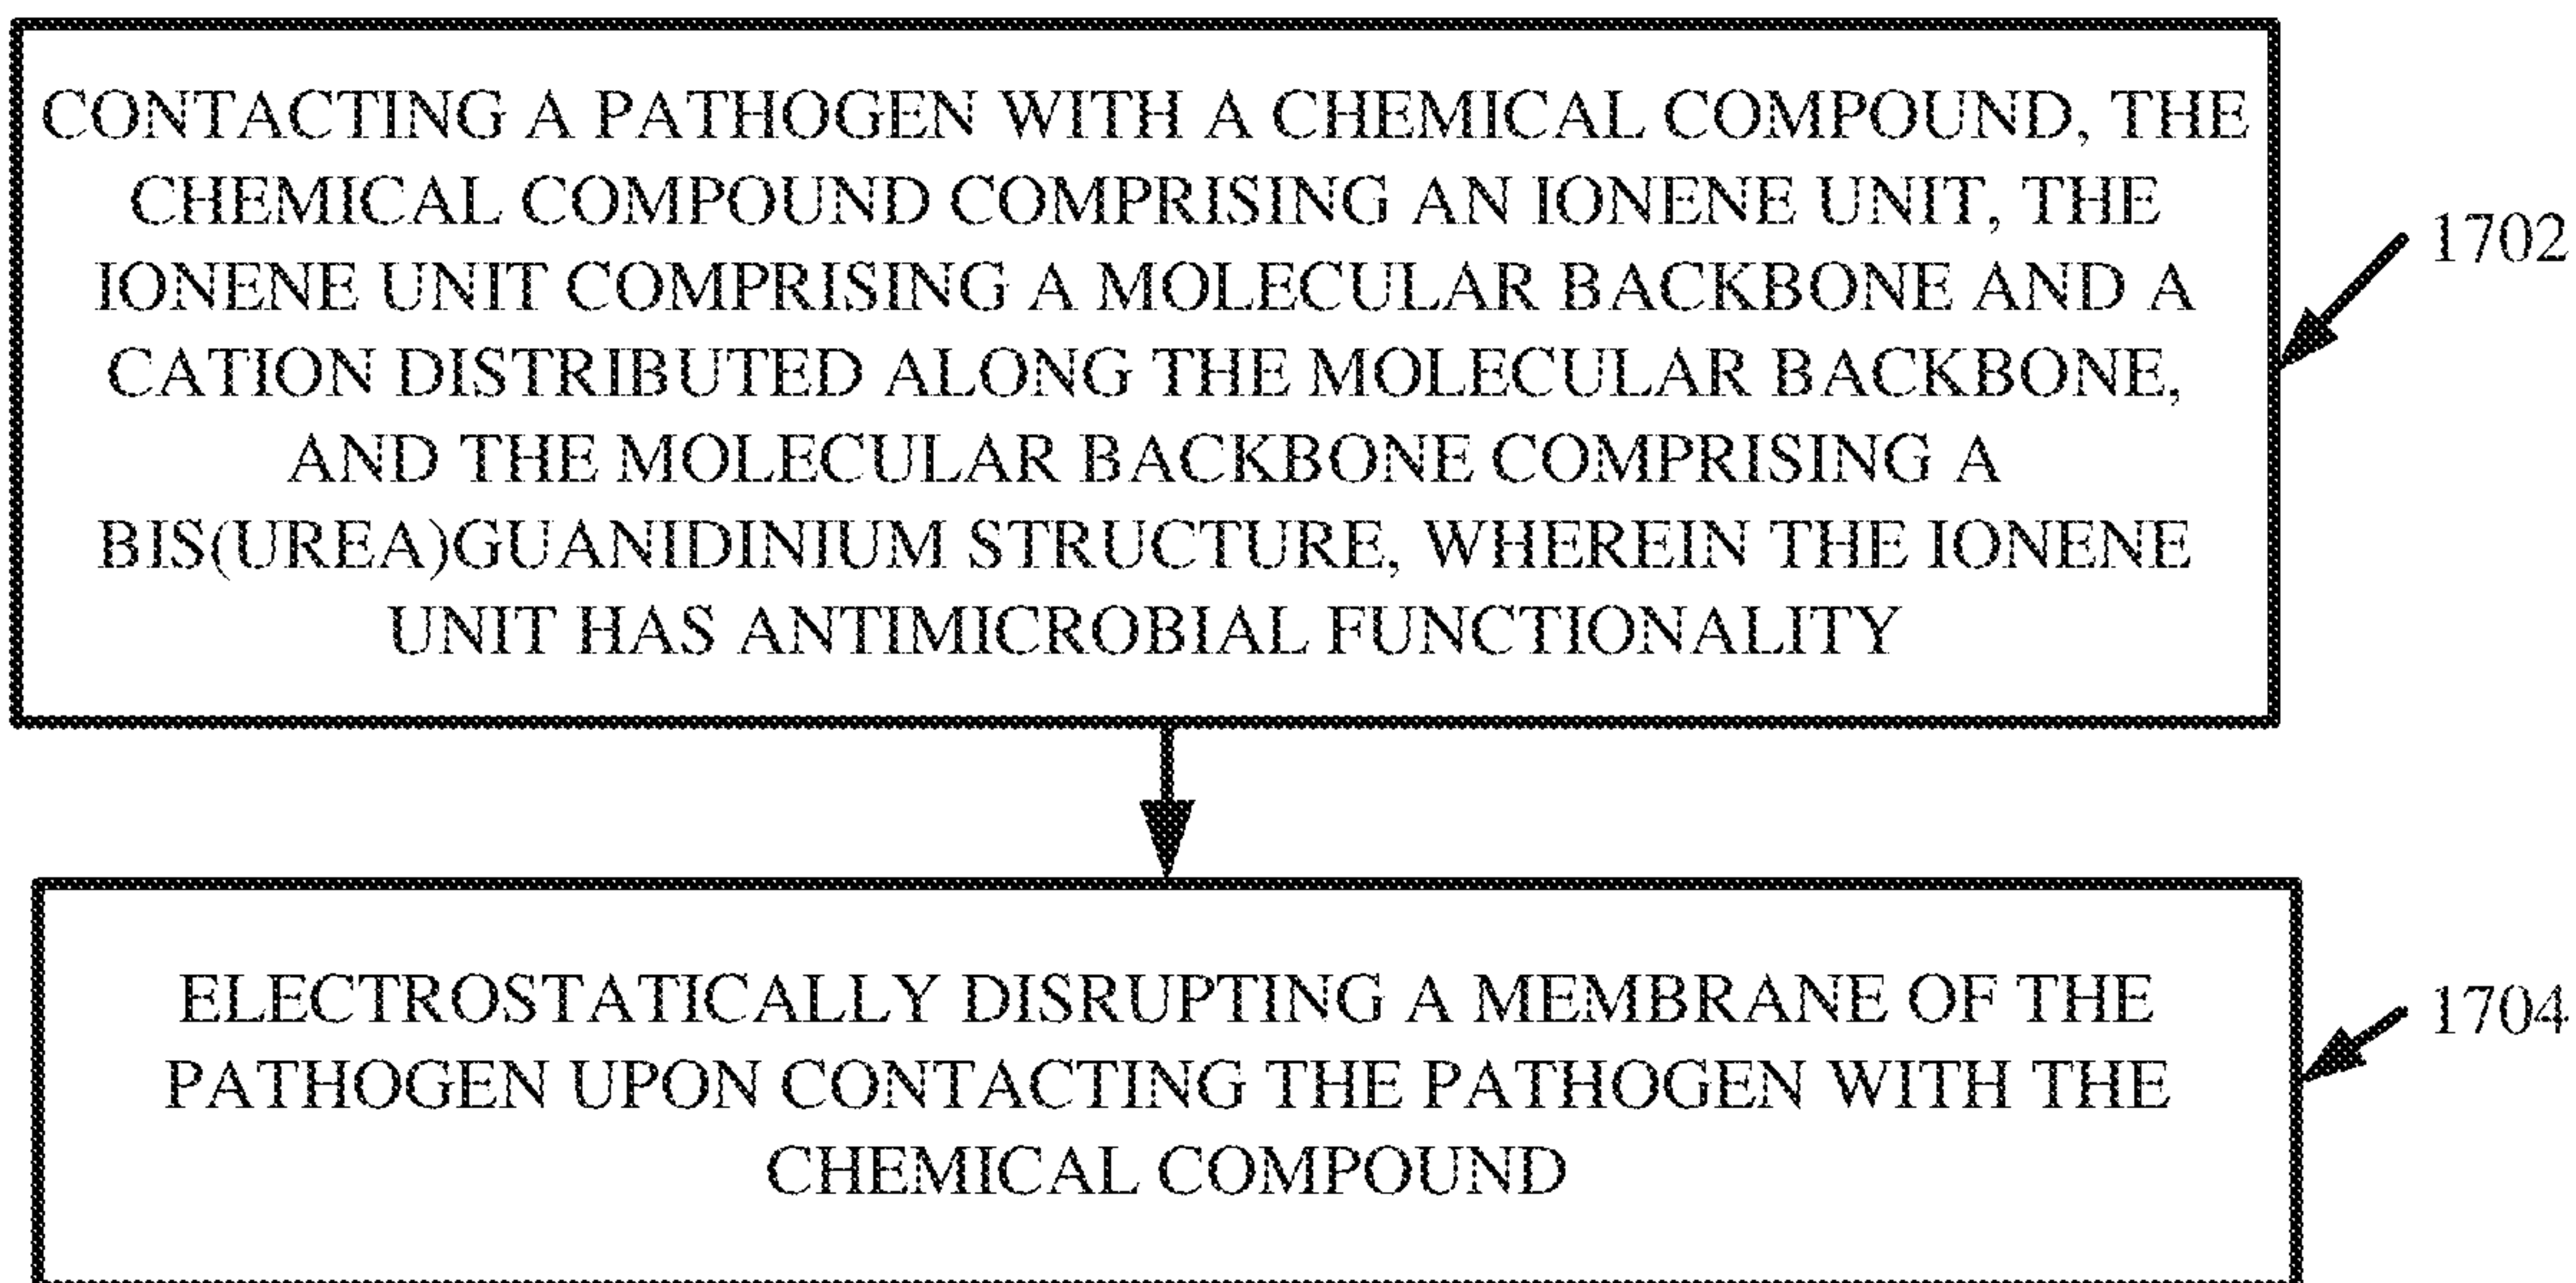 CONTACTING A PATHOGEN WITH A CHEMICAL COMPOUND, THE
CHEMICAL COMPOUND COMPRISING AN IONENE UNIT, THE
IONENE UNIT COMPRISING A MOLECULAR BACKBONE AND A
CATION DISTRIBUTED ALONG THE MOLECULAR BACKBONE,
AND THE MOLECULAR BACKBONE COMPRISING A
BIS(UREA)GUANIDINIUM STRUCTURE, WHEREIN THE IONENE
UNIT HAS ANTIMICROBIAL FUNCTIONALITY
1702
ELECTROSTATICALLY DISRUPTING A MEMBRANE OF THE
PATHOGEN UPON CONTACTING THE PATHOGEN WITH THE
CHEMICAL COMPOUND
1704